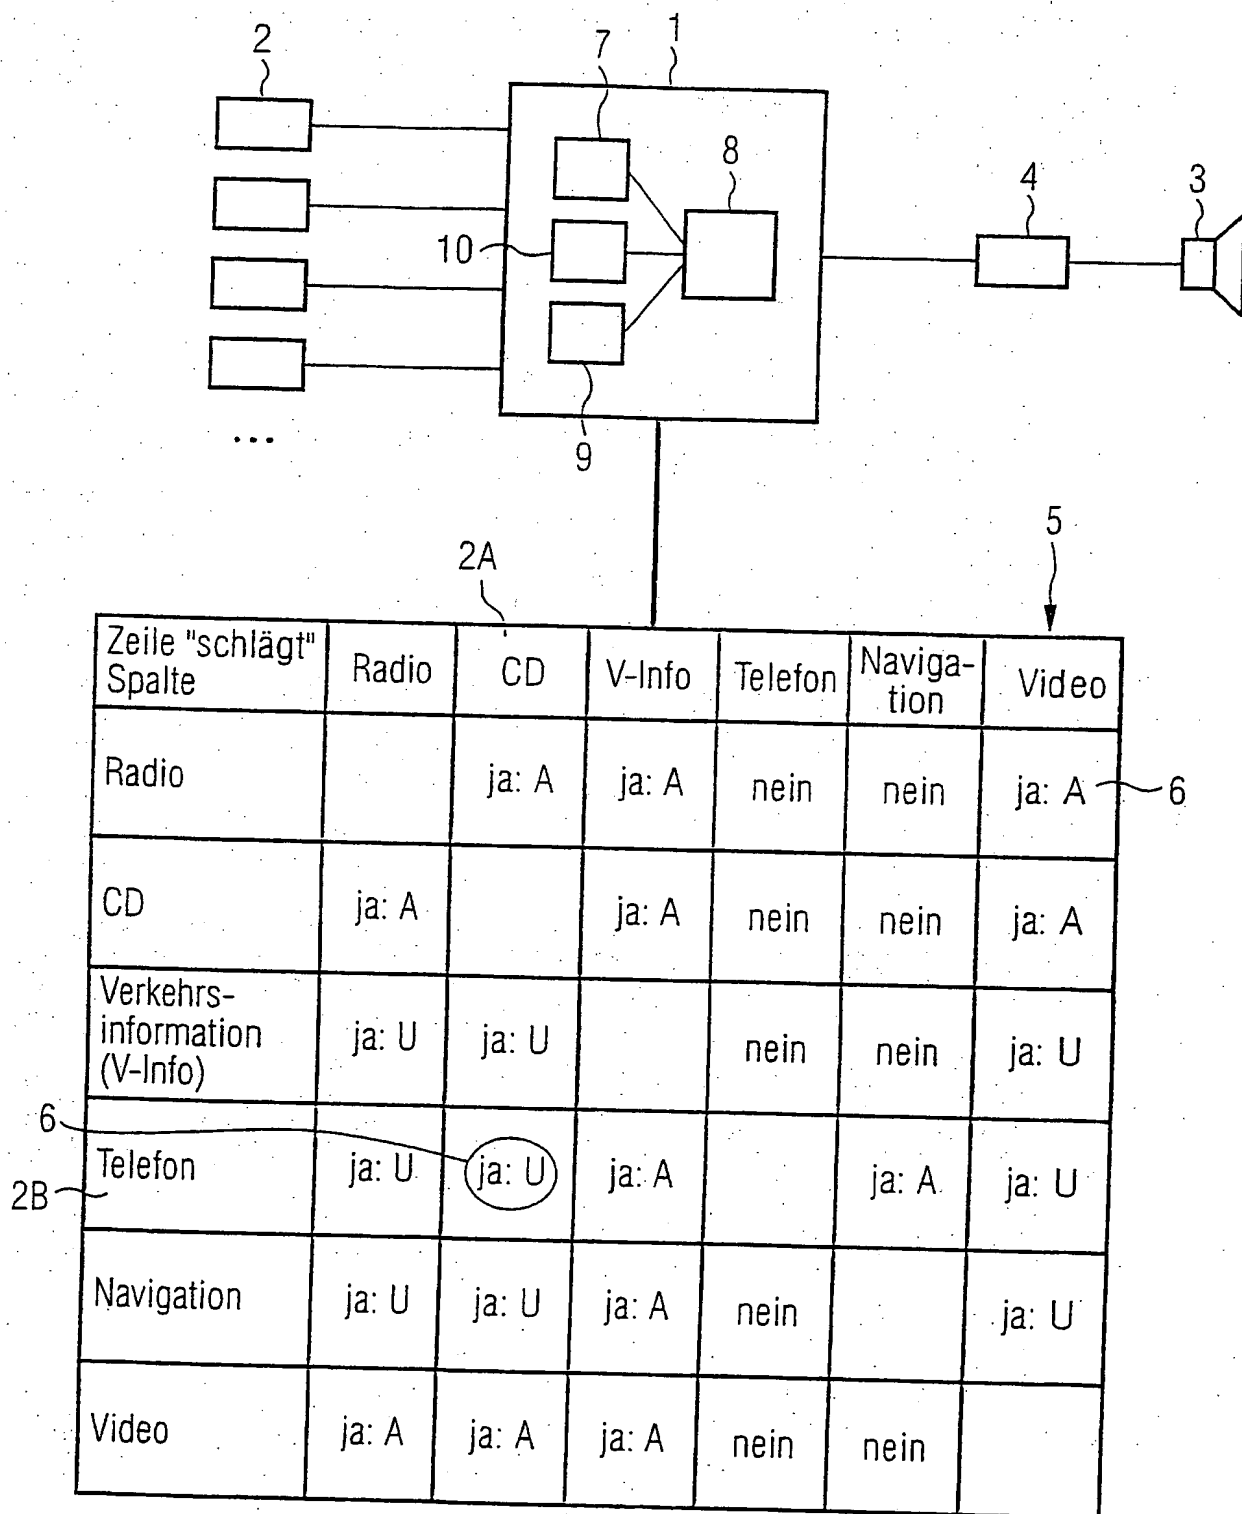 2
7
1
8
4
3
10
9
...
2A
5
Zeile "schlägt"
Spalte
Radio
CD
V-Info
Telefon
Naviga-
tion
Video
Radio
ja: A
ja: A
nein
nein
ja: A
6
CD
ja: A
ja: A
nein
nein
ja: A
Verkehrs-
information
(V-Info)
ja: U
ja: U
nein
nein
ja: U
6
Telefon
ja: U
ja: U
ja: A
ja: A
ja: U
2B
Navigation
ja: U
ja: U
ja: A
nein
ja: U
Video
ja: A
ja: A
ja: A
nein
nein